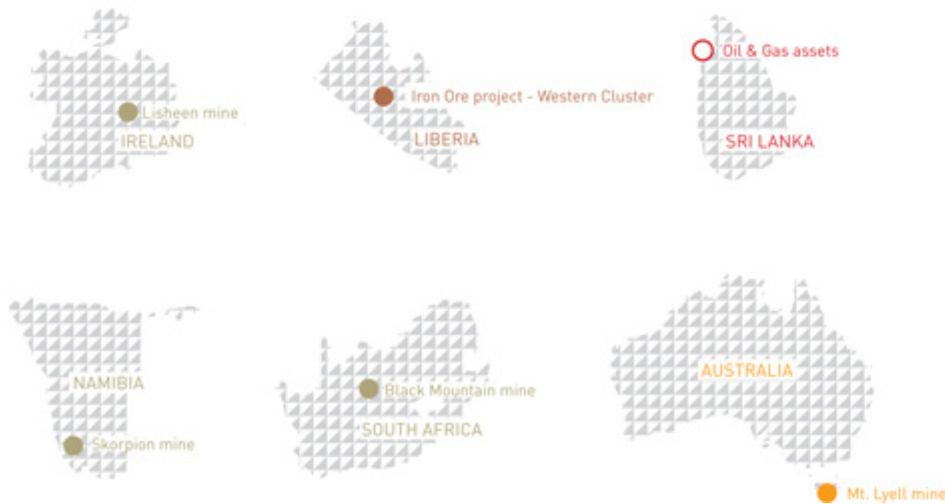 Lisheen mine
IRELAND
Iron Ore project - Western Cluster
LIBERIA
Oil & Gas assets
SRI LANKA
NAMIBIA
Skorpion mine
Black Mountain mine
SOUTH AFRICA
AUSTRALIA
Mt. Lyell mine